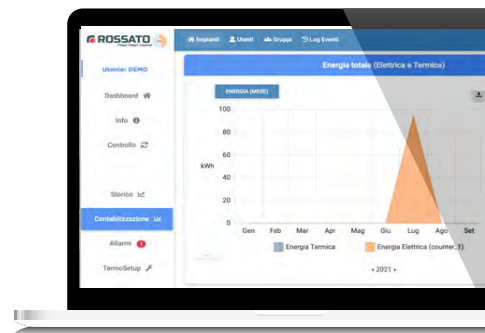 ROSSATO
Impianti Utenti Gruppi Log Eventi
Utente: DEMO
Energia totale (Elettrica e Termica)
Dashboard
ENERGIA (MESE)
Info
Controllo
Storico
Contabilizzazione
Allarmi 1
TermoSetup
100
80
60
kWh
40
20
0
Gen Feb Mar Apr Mag Giu Lug Ago Set
Energia Termica Energia Elettrica (counter_1)
2021